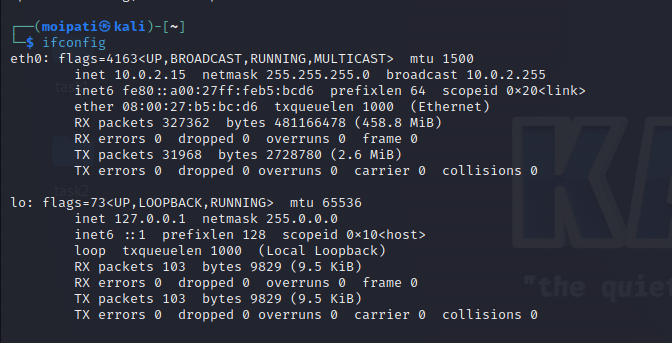 (moipati㉿kali)-[~]
$ ifconfig
eth0: flags=4163<UP,BROADCAST,RUNNING,MULTICAST>  mtu 1500
        inet 10.0.2.15  netmask 255.255.255.0  broadcast 10.0.2.255
        inet6 fe80::a00:27ff:feb5:bcd6  prefixlen 64  scopeid 0×20<link>
        ether 08:00:27:b5:bc:d6  txqueuelen 1000  (Ethernet)
        RX packets 327362  bytes 481166478 (458.8 MiB)
        RX errors 0  dropped 0  overruns 0  frame 0
        TX packets 31968  bytes 2728780 (2.6 MiB)
        TX errors 0  dropped 0 overruns 0  carrier 0  collisions 0
task2
lo: flags=73<UP,LOOPBACK,RUNNING>  mtu 65536
        inet 127.0.0.1  netmask 255.0.0.0
        inet6 ::1  prefixlen 128  scopeid 0×10<host>
        loop  txqueuelen 1000  (Local Loopback)
        RX packets 103  bytes 9829 (9.5 KiB)
        RX errors 0  dropped 0  overruns 0  frame 0
        TX packets 103  bytes 9829 (9.5 KiB)
        TX errors 0  dropped 0 overruns 0  carrier 0  collisions 0
KA
"the quie